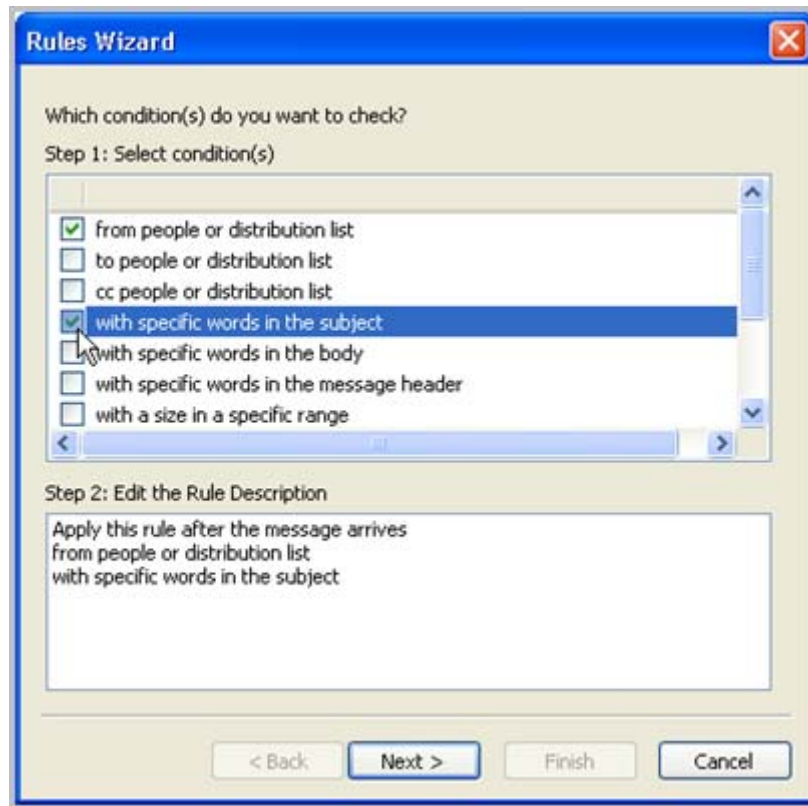 Rules Wizard
Which condition(s) do you want to check?
Step 1: Select condition(s)
from people or distribution list
to people or distribution list
cc people or distribution list
with specific words in the subject
with specific words in the body
with specific words in the message header
with a size in a specific range
Step 2: Edit the Rule Description
Apply this rule after the message arrives
from people or distribution list
with specific words in the subject
< Back Next > Finish Cancel